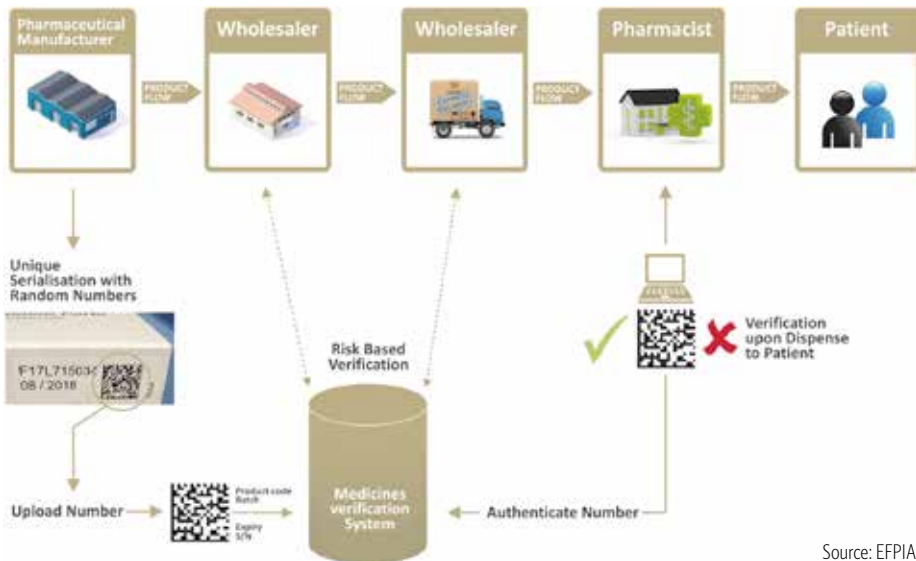 Pharmaceutical
Manufacturer
Wholesaler
Wholesaler
Pharmacist
Patient
PRODUCT
FLOW
PRODUCT
FLOW
PRODUCT
FLOW
PRODUCT
FLOW
Unique
Serialisation with
Random Numbers
F17L71503
08 / 2018
Upload Number
Product code
Batch
Expiry
S/N
Risk Based
Verification
Medicines
verification
System
Verification
upon Dispense
to Patient
Authenticate Number
Source: EFPIA